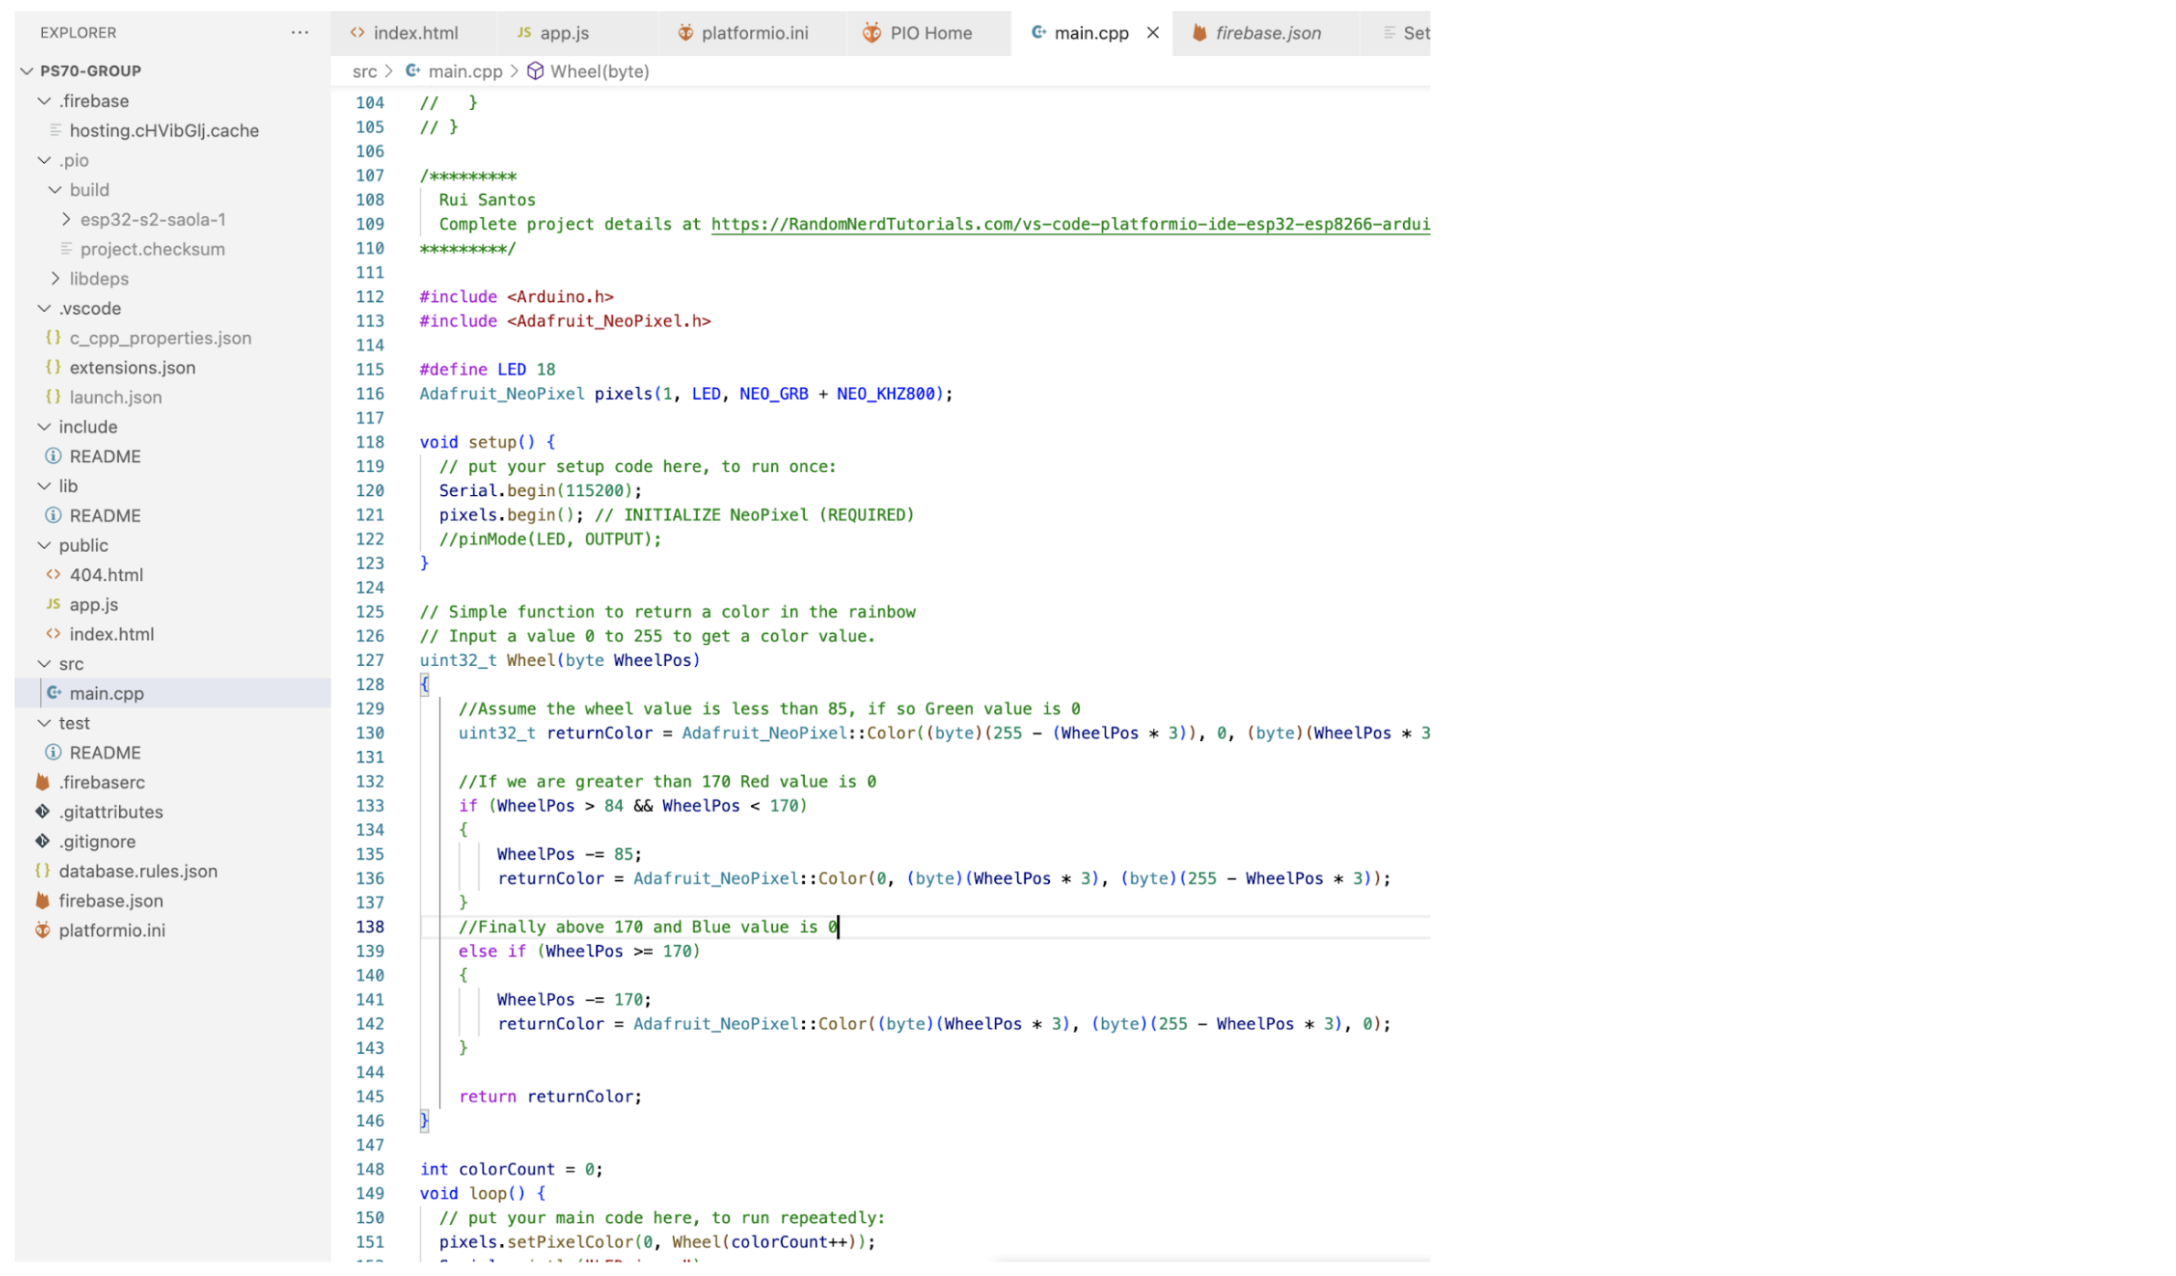 EXPLORER ···
PS70-GROUP
.firebase
hosting.cHVibGlj.cache
.pio
build
esp32-s2-saola-1
project.checksum
libdeps
.vscode
{} c_cpp_properties.json
{} extensions.json
{} launch.json
include
README
lib
README
public
<> 404.html
JS app.js
<> index.html
src
main.cpp
test
README
.firebaserc
.gitattributes
.gitignore
{} database.rules.json
firebase.json
platformio.ini
<> index.html JS app.js platformio.ini PIO Home main.cpp × firebase.json Set
src > main.cpp > Wheel(byte)
104 //   }
105 // }
106
107 /*********
108   Rui Santos
109   Complete project details at https://RandomNerdTutorials.com/vs-code-platformio-ide-esp32-esp8266-ardui
110 *********/
111
112 #include <Arduino.h>
113 #include <Adafruit_NeoPixel.h>
114
115 #define LED 18
116 Adafruit_NeoPixel pixels(1, LED, NEO_GRB + NEO_KHZ800);
117
118 void setup() {
119   // put your setup code here, to run once:
120   Serial.begin(115200);
121   pixels.begin(); // INITIALIZE NeoPixel (REQUIRED)
122   //pinMode(LED, OUTPUT);
123 }
124
125 // Simple function to return a color in the rainbow
126 // Input a value 0 to 255 to get a color value.
127 uint32_t Wheel(byte WheelPos)
128 {
129     //Assume the wheel value is less than 85, if so Green value is 0
130     uint32_t returnColor = Adafruit_NeoPixel::Color((byte)(255 - (WheelPos * 3)), 0, (byte)(WheelPos * 3
131
132     //If we are greater than 170 Red value is 0
133     if (WheelPos > 84 && WheelPos < 170)
134     {
135         WheelPos -= 85;
136         returnColor = Adafruit_NeoPixel::Color(0, (byte)(WheelPos * 3), (byte)(255 - WheelPos * 3));
137     }
138     //Finally above 170 and Blue value is 0
139     else if (WheelPos >= 170)
140     {
141         WheelPos -= 170;
142         returnColor = Adafruit_NeoPixel::Color((byte)(WheelPos * 3), (byte)(255 - WheelPos * 3), 0);
143     }
144
145     return returnColor;
146 }
147
148 int colorCount = 0;
149 void loop() {
150   // put your main code here, to run repeatedly:
151   pixels.setPixelColor(0, Wheel(colorCount++));